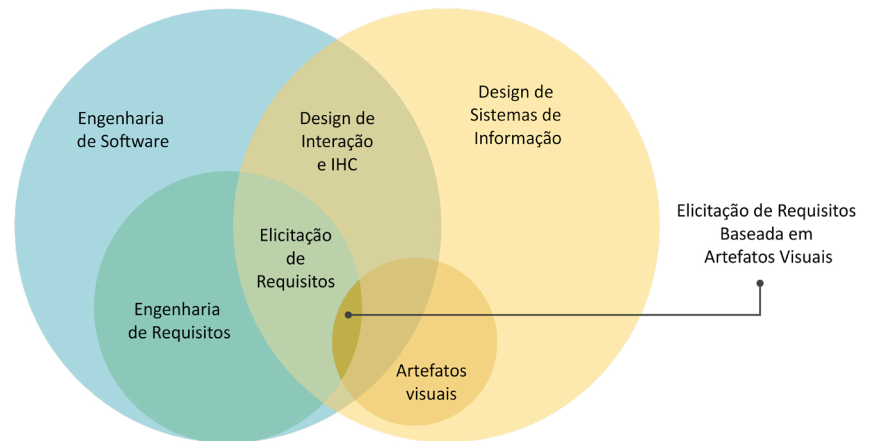 Engenharia
de Software
Design de
Interação
e IHC
Design de
Sistemas de
Informação
Elicitação de Requisitos
Baseada em
Artefatos Visuais
Elicitação
de
Requisitos
Engenharia
de Requisitos
Artefatos
visuais